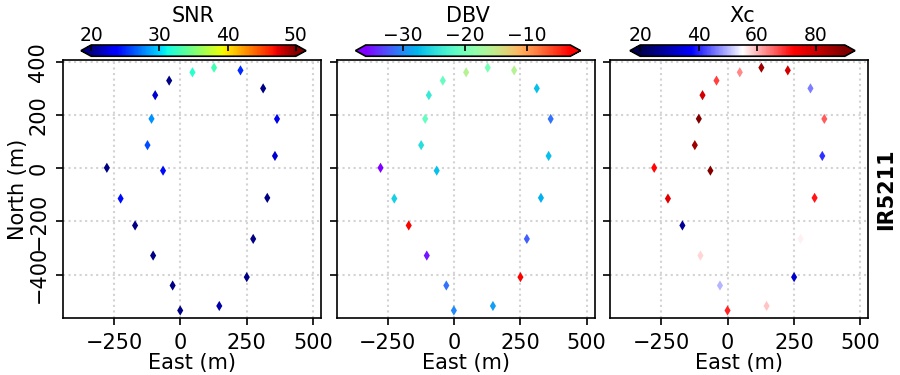 SNR DBV Xc
20 30 40 50 −30 −20 −10 20 40 60 80
400
200
0
−200
−400
North (m)
IR5211
−250 0 250 500 −250 0 250 500 −250 0 250 500
East (m) East (m) East (m)